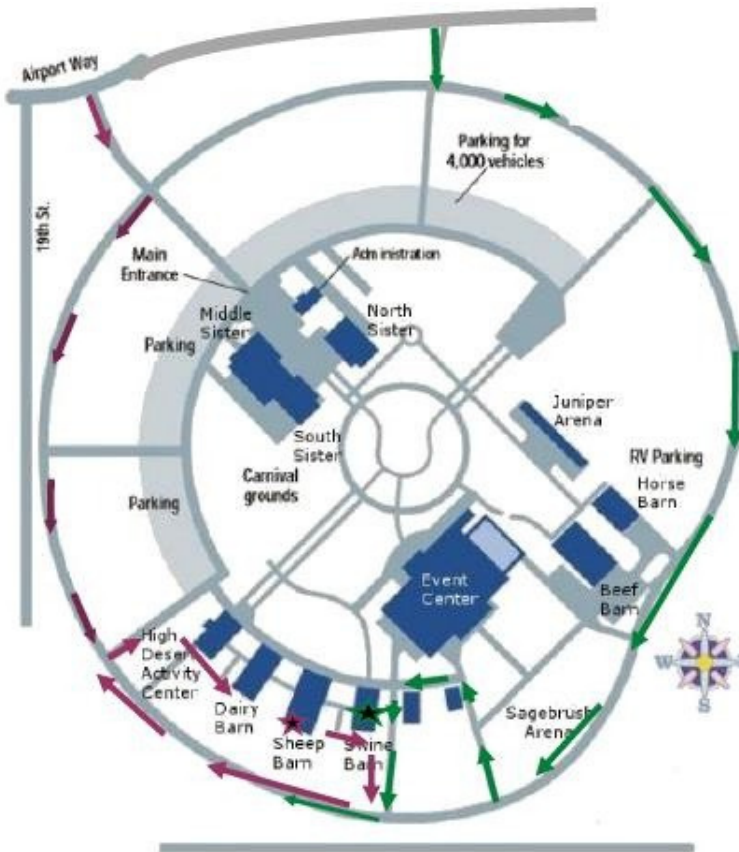 Airport Way
19th St.
Parking for
4,000 vehicles
Main
Entrance
Administration
Middle
Sister
North
Sister
Parking
South
Sister
Juniper
Arena
Carnival
grounds
RV Parking
Horse
Barn
Parking
Event
Center
Beef
Barn
N
W
S
High
Desert
Activity
Center
Dairy
Barn
Sheep
Barn
Swine
Barn
Sagebrush
Arena